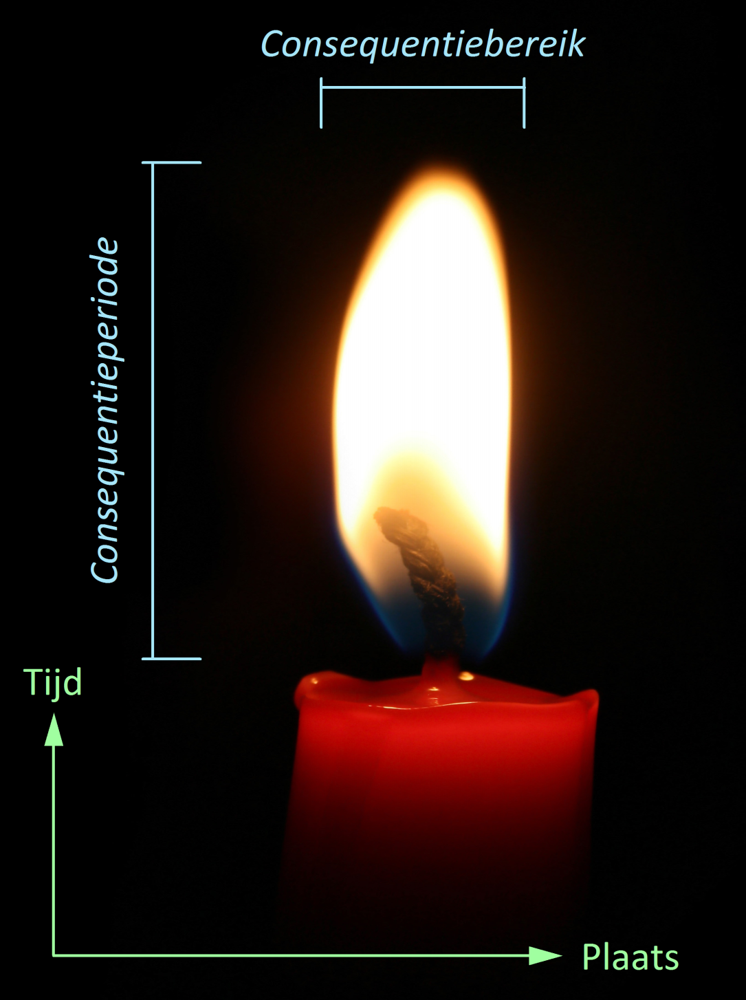 Consequentiebereik
Consequentieperiode
Tijd
Plaats